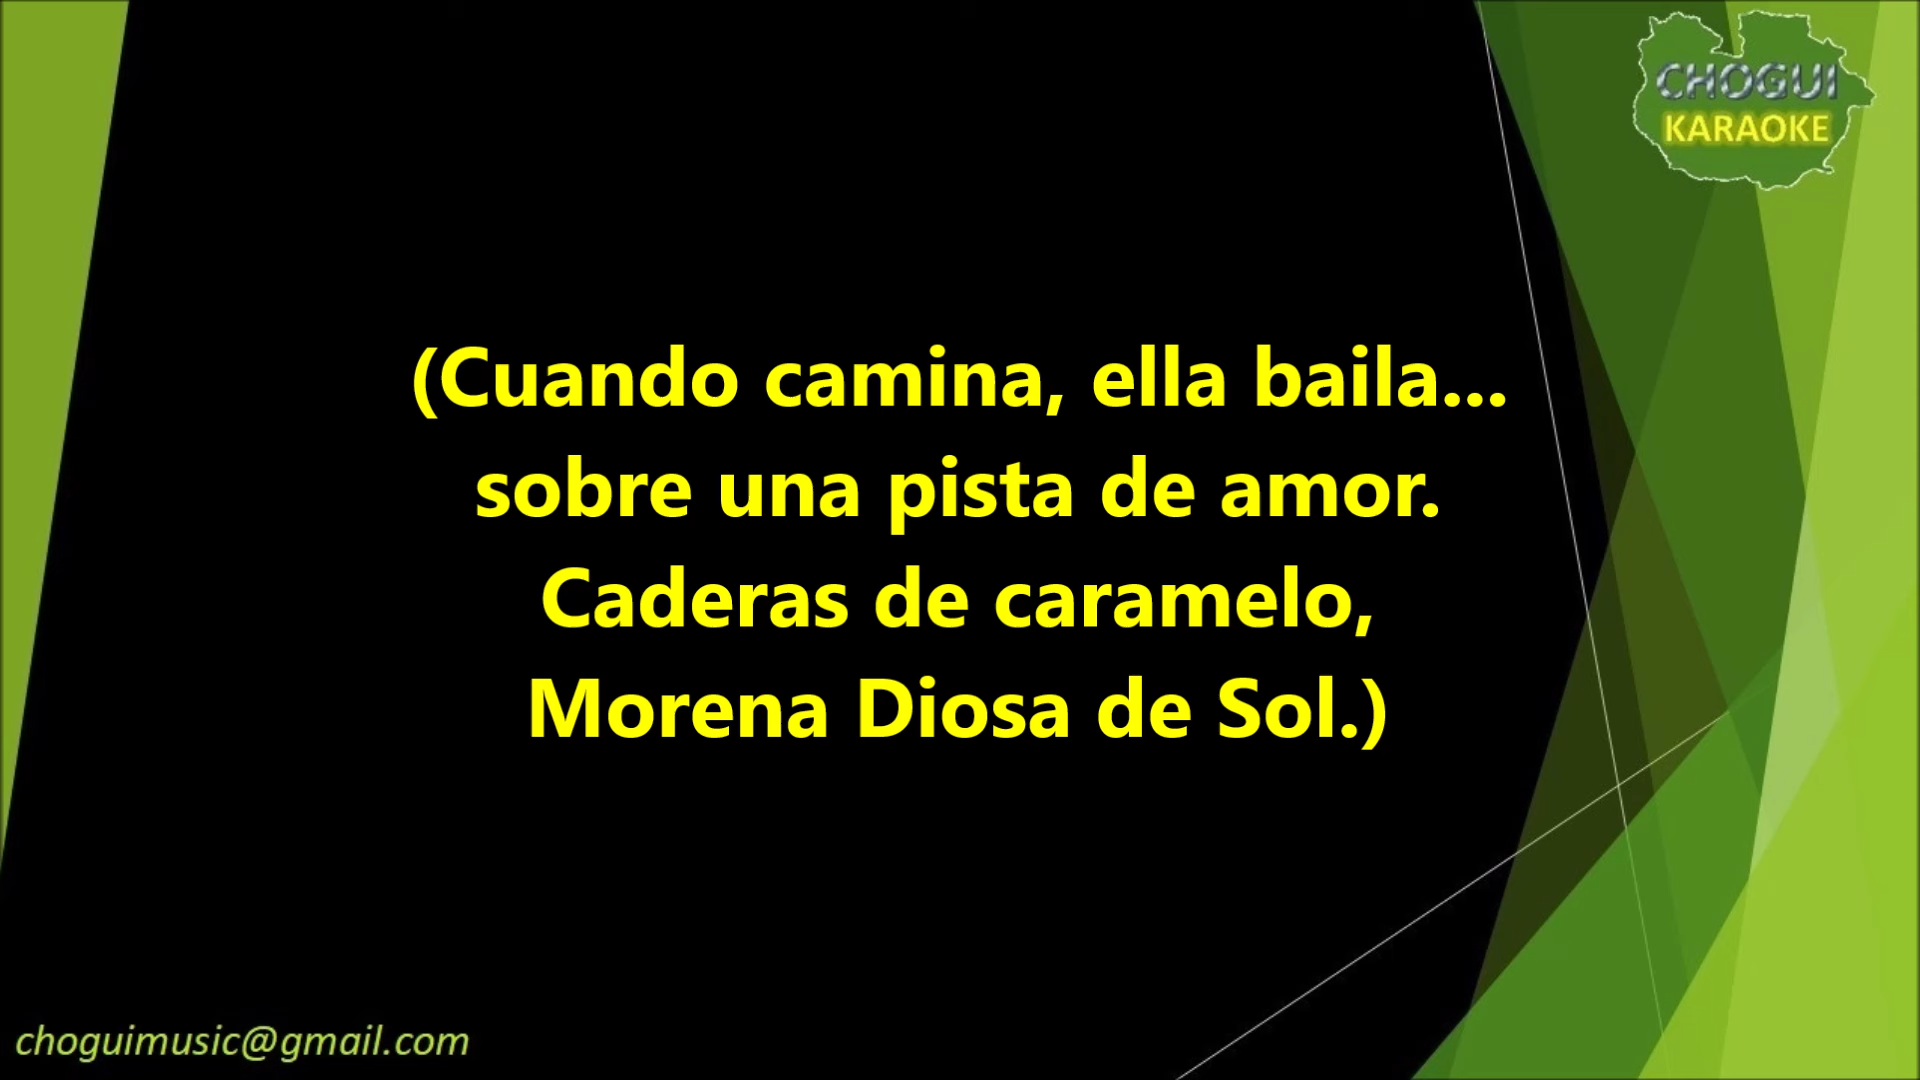 CHOGUI
KARAOKE
(Cuando camina, ella baila...
sobre una pista de amor.
Caderas de caramelo,
Morena Diosa de Sol.)
choguimusic@gmail.com